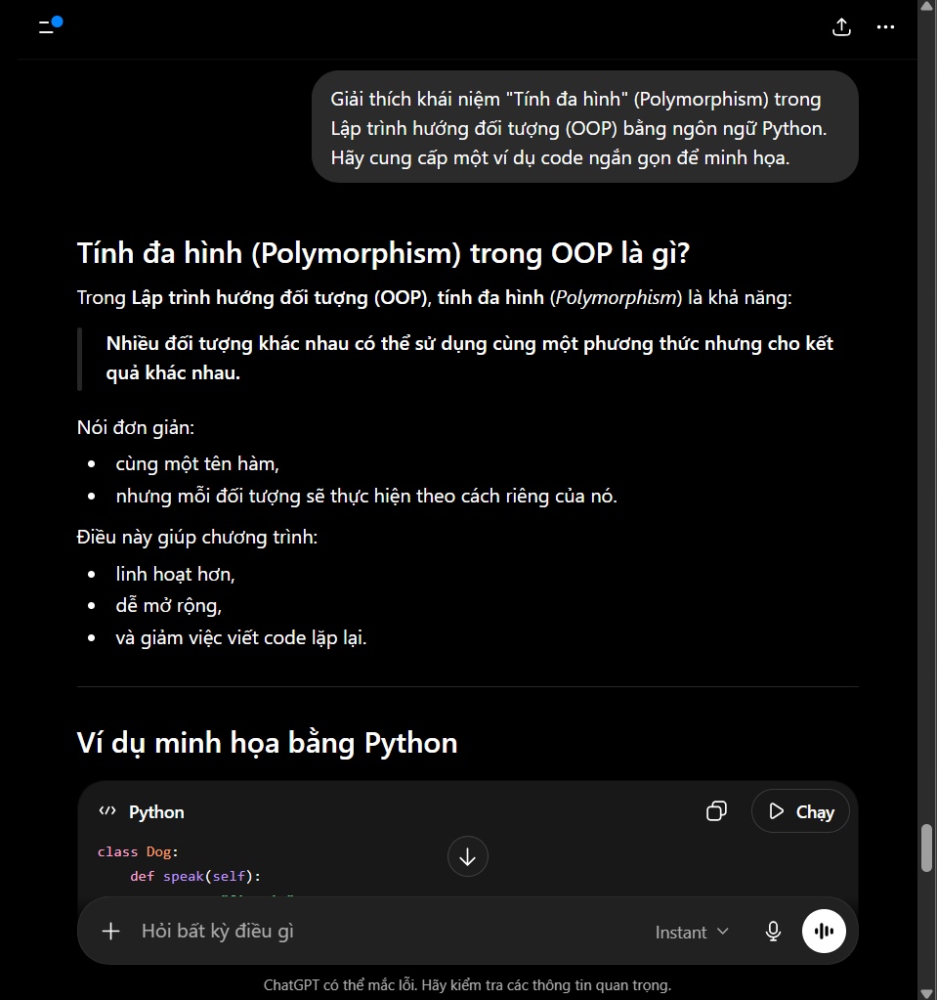 Giải thích khái niệm "Tính đa hình" (Polymorphism) trong
Lập trình hướng đối tượng (OOP) bằng ngôn ngữ Python.
Hãy cung cấp một ví dụ code ngắn gọn để minh họa.
Tính đa hình (Polymorphism) trong OOP là gì?
Trong Lập trình hướng đối tượng (OOP), tính đa hình (Polymorphism) là khả năng:
Nhiều đối tượng khác nhau có thể sử dụng cùng một phương thức nhưng cho kết
quả khác nhau.
Nói đơn giản:
• cùng một tên hàm,
• nhưng mỗi đối tượng sẽ thực hiện theo cách riêng của nó.
Điều này giúp chương trình:
• linh hoạt hơn,
• dễ mở rộng,
• và giảm việc viết code lặp lại.
Ví dụ minh họa bằng Python
Python
Chạy
class Dog:
def speak(self):
Hỏi bất kỳ điều gì
Instant
ChatGPT có thể mắc lỗi. Hãy kiểm tra các thông tin quan trọng.